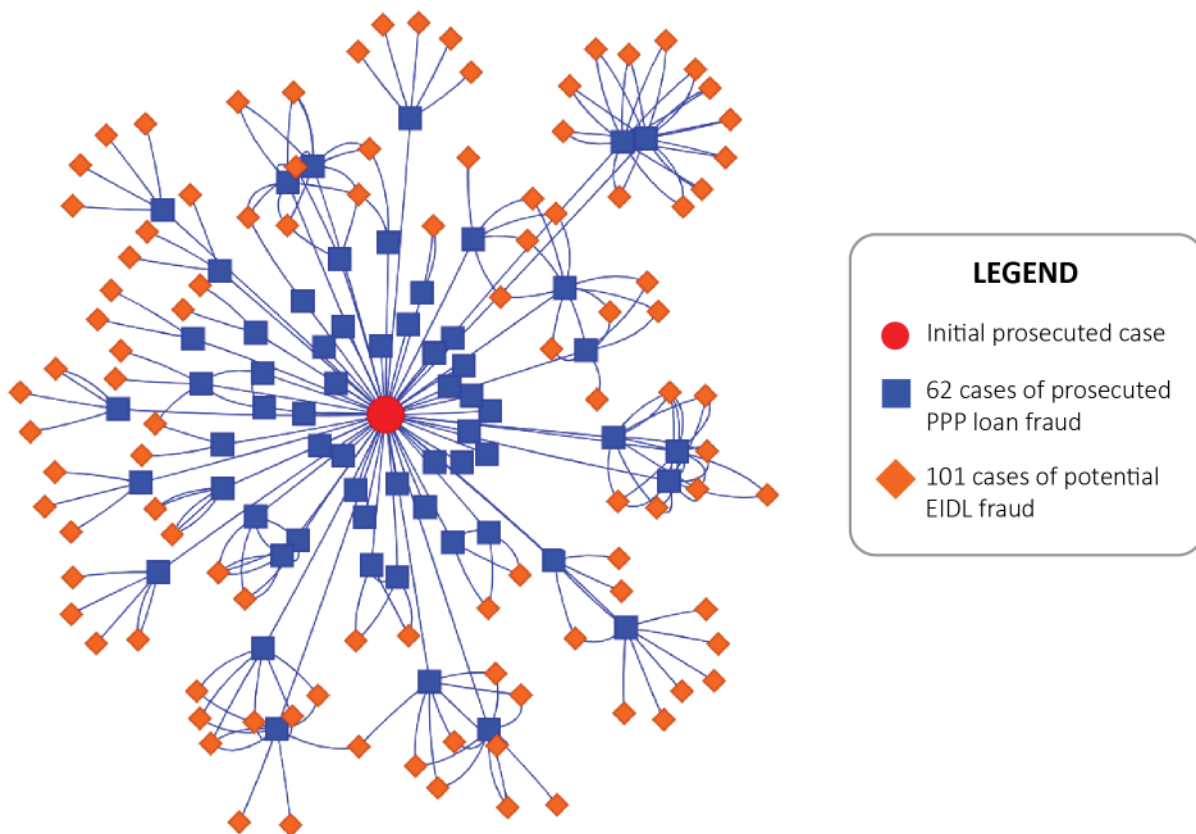 LEGEND
Initial prosecuted case
62 cases of prosecuted
PPP loan fraud
101 cases of potential
EIDL fraud